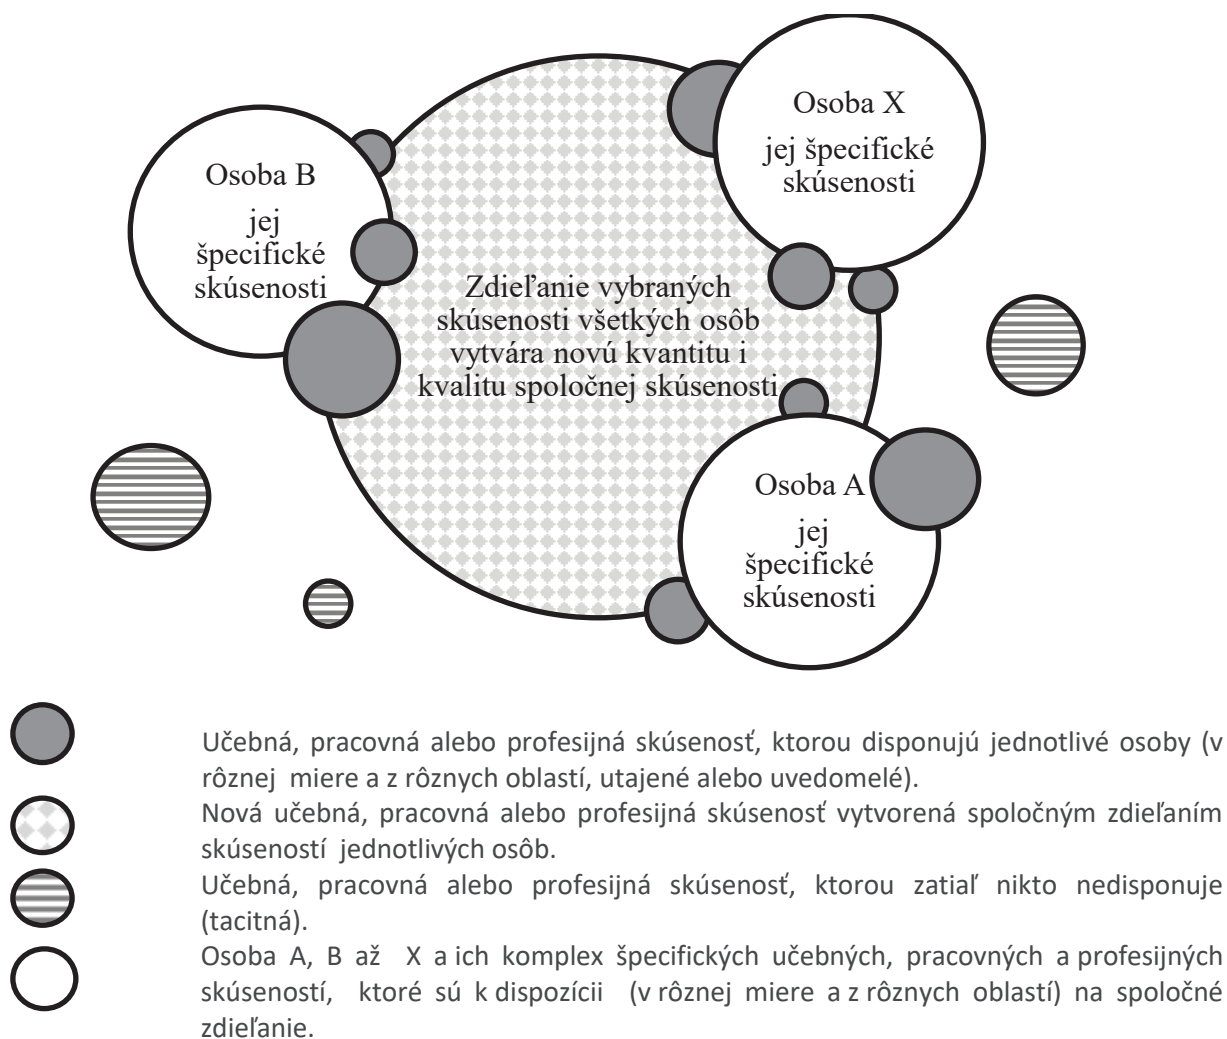 Osoba X
jej špecifické
skúsenosti
Osoba B
jej
špecifické
skúsenosti
Zdieľanie vybraných
skúsenosti všetkých osôb
vytvára novú kvantitu i
kvalitu spoločnej skúsenosti
Osoba A
jej
špecifické
skúsenosti
Učebná, pracovná alebo profesijná skúsenosť, ktorou disponujú jednotlivé osoby (v
rôznej miere a z rôznych oblastí, utajené alebo uvedomelé).
Nová učebná, pracovná alebo profesijná skúsenosť vytvorená spoločným zdieľaním
skúseností jednotlivých osôb.
Učebná, pracovná alebo profesijná skúsenosť, ktorou zatiaľ nikto nedisponuje
(tacitná).
Osoba A, B až X a ich komplex špecifických učebných, pracovných a profesijných
skúseností, ktoré sú k dispozícii (v rôznej miere a z rôznych oblastí) na spoločné
zdieľanie.